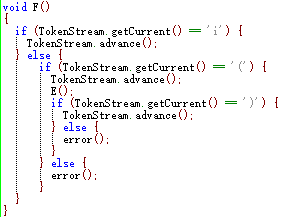 void F()
{
  if (TokenStream.getCurrent() == 'i') {
    TokenStream.advance();
  } else {
      if (TokenStream.getCurrent() == '(') {
        TokenStream.advance();
        E();
        if (TokenStream.getCurrent() == ')') {
          TokenStream.advance();
        } else {
          error();
        }
      } else {
        error();
      }
  }
}